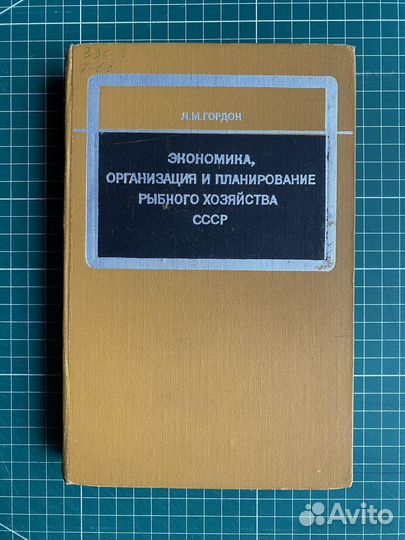 Л.М.ГОРДОН
ЭКОНОМИКА,
ОРГАНИЗАЦИЯ И ПЛАНИРОВАНИЕ
РЫБНОГО ХОЗЯЙСТВА
СССР
Avito